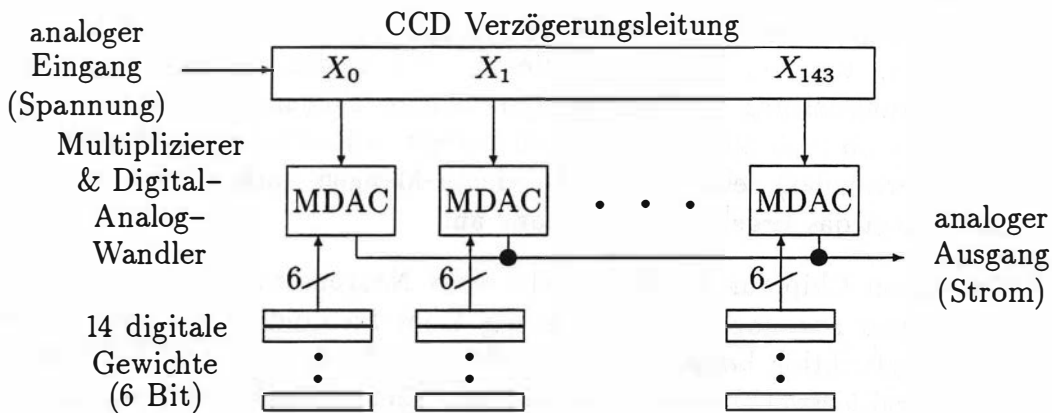 CCD Verzögerungsleitung
analoger
Eingang
(Spannung)
X₀ X₁ X₁₄₃
Multiplizierer
& Digital–
Analog–
Wandler
MDAC MDAC MDAC
analoger
Ausgang
(Strom)
6 6 6
14 digitale
Gewichte
(6 Bit)